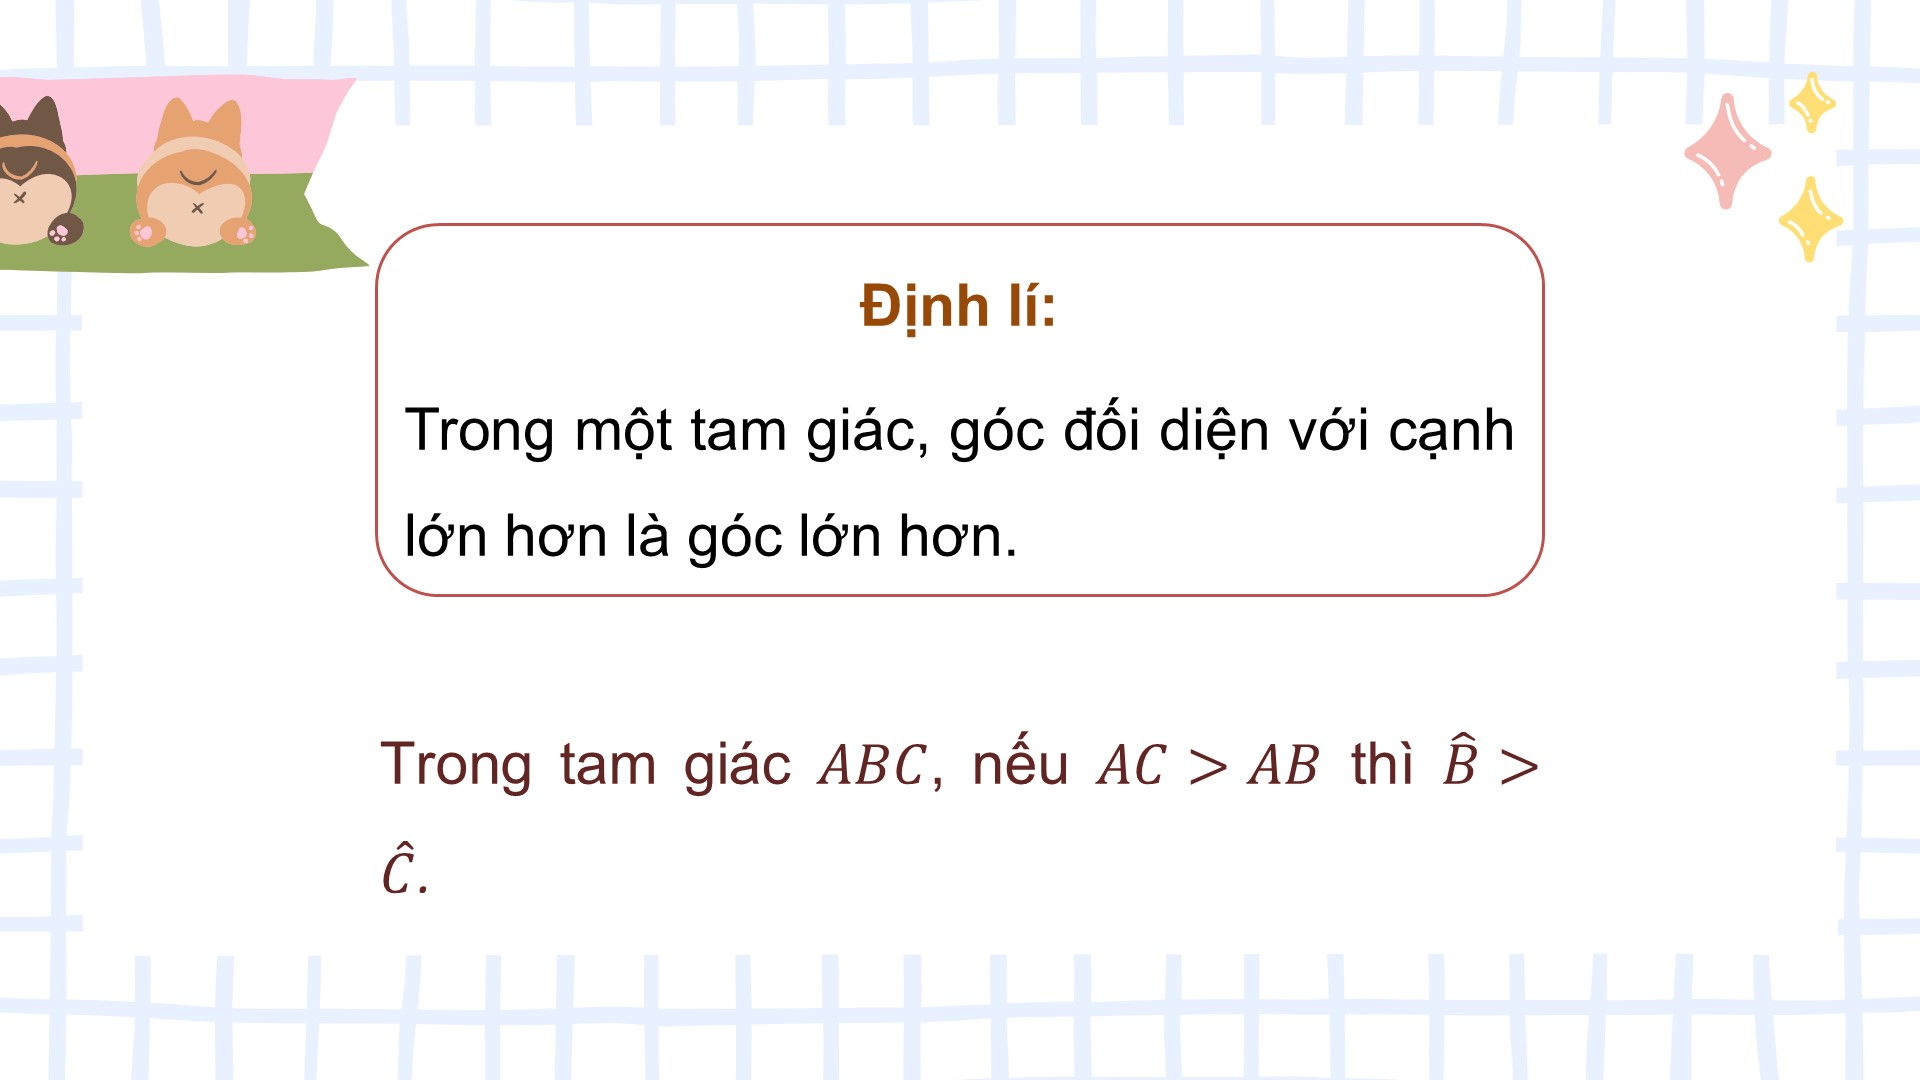 Định lí:
Trong một tam giác, góc đối diện với cạnh
lớn hơn là góc lớn hơn.
Trong tam giác 𝐴𝐵𝐶, nếu 𝐴𝐶 > 𝐴𝐵 thì 𝐵̂ >
𝐶̂.